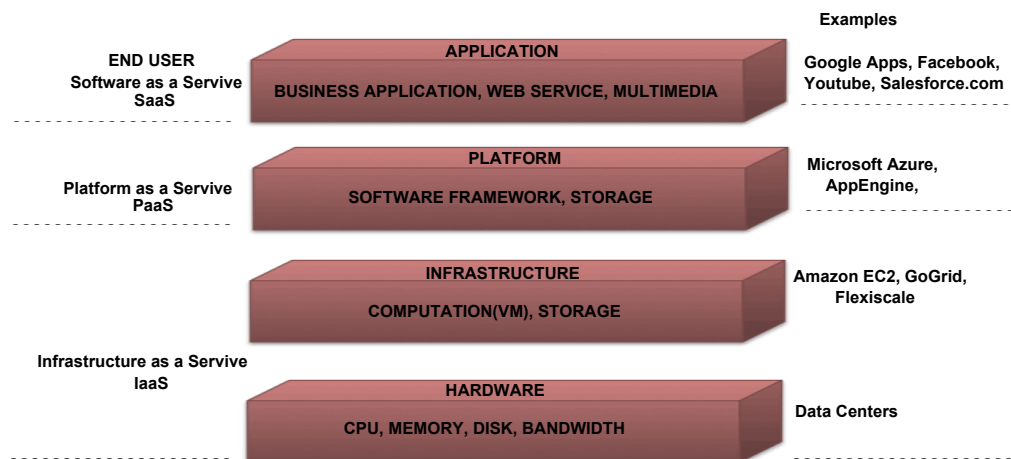 Examples
END USER
Software as a Servive
SaaS
APPLICATION
BUSINESS APPLICATION, WEB SERVICE, MULTIMEDIA
Google Apps, Facebook,
Youtube, Salesforce.com
Platform as a Servive
PaaS
PLATFORM
SOFTWARE FRAMEWORK, STORAGE
Microsoft Azure,
AppEngine,
INFRASTRUCTURE
COMPUTATION(VM), STORAGE
Amazon EC2, GoGrid,
Flexiscale
Infrastructure as a Servive
IaaS
HARDWARE
CPU, MEMORY, DISK, BANDWIDTH
Data Centers